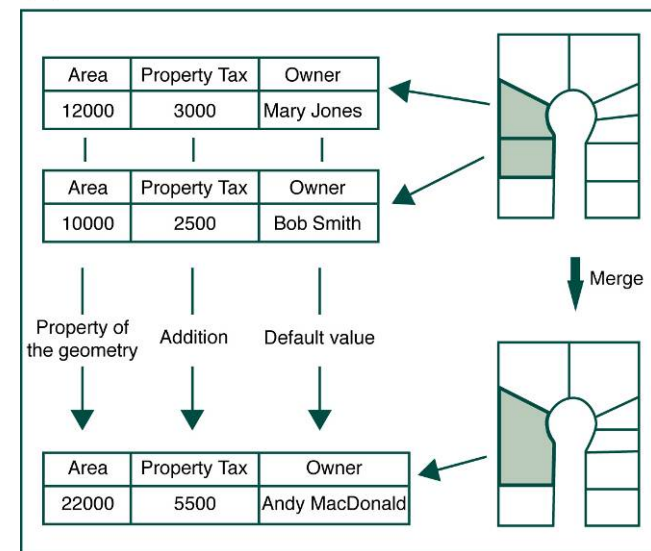 Area Property Tax Owner
12000 3000 Mary Jones
Area Property Tax Owner
10000 2500 Bob Smith
Merge
Property of
the geometry
Addition
Default value
Area Property Tax Owner
22000 5500 Andy MacDonald